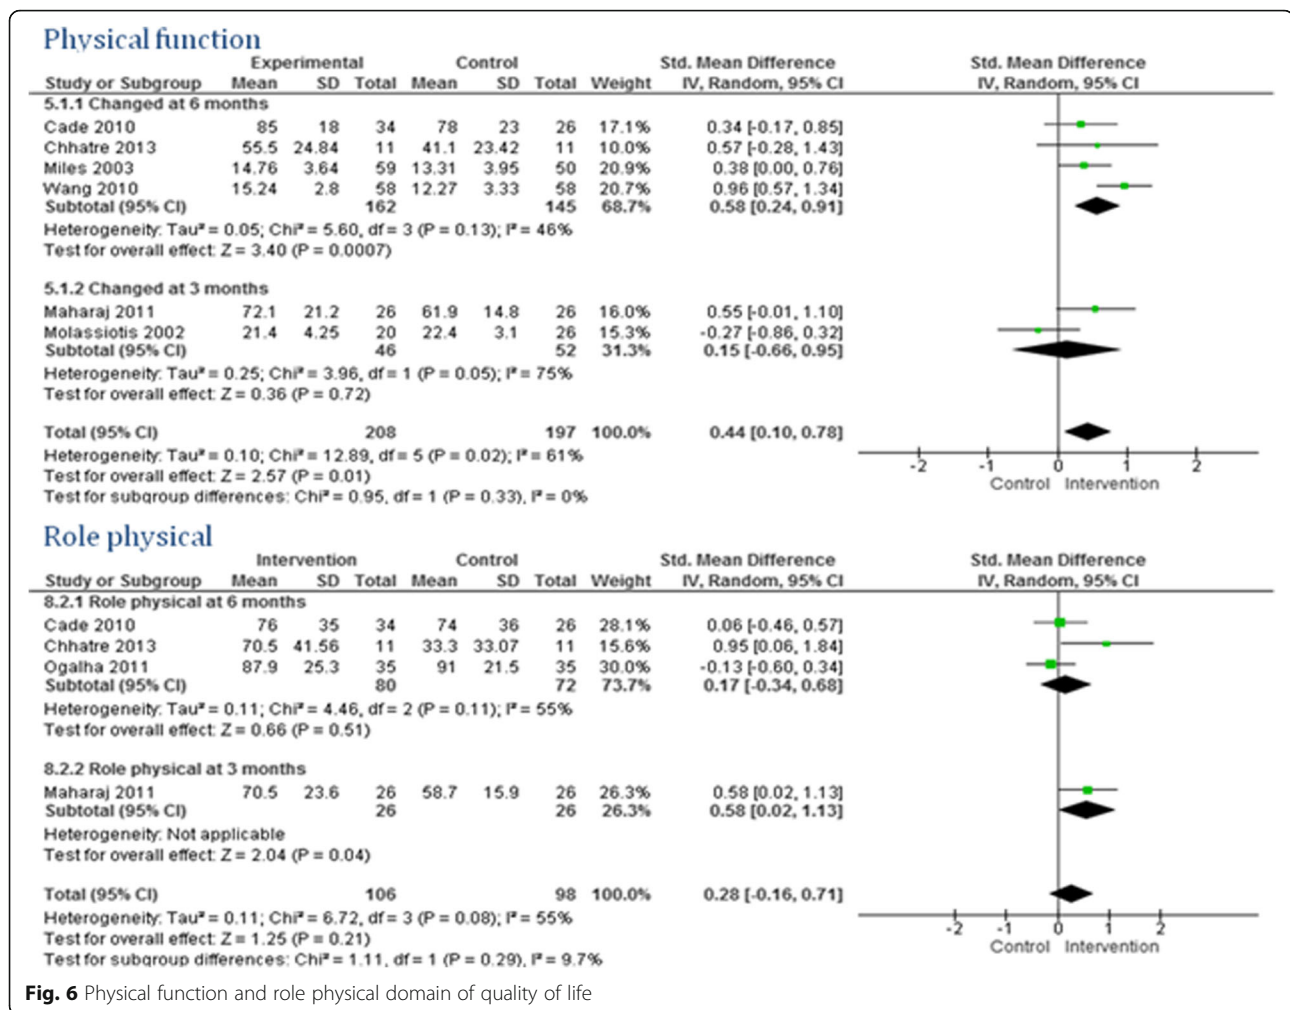 Physical function
Experimental Control Std. Mean Difference Std. Mean Difference
Study or Subgroup Mean SD Total Mean SD Total Weight IV, Random, 95% CI IV, Random, 95% CI
5.1.1 Changed at 6 months
Cade 2010 85 18 34 78 23 26 17.1% 0.34 [-0.17, 0.85]
Chhatre 2013 55.5 24.84 11 41.1 23.42 11 10.0% 0.57 [-0.28, 1.43]
Miles 2003 14.76 3.64 59 13.31 3.95 50 20.9% 0.38 [0.00, 0.76]
Wang 2010 15.24 2.8 58 12.27 3.33 58 20.7% 0.96 [0.57, 1.34]
Subtotal (95% CI) 162 145 68.7% 0.58 [0.24, 0.91]
Heterogeneity: Tau² = 0.05; Chi² = 5.60, df = 3 (P = 0.13); I² = 46%
Test for overall effect: Z = 3.40 (P = 0.0007)
5.1.2 Changed at 3 months
Maharaj 2011 72.1 21.2 26 61.9 14.8 26 16.0% 0.55 [-0.01, 1.10]
Molassiotis 2002 21.4 4.25 20 22.4 3.1 26 15.3% -0.27 [-0.86, 0.32]
Subtotal (95% CI) 46 52 31.3% 0.15 [-0.66, 0.95]
Heterogeneity: Tau² = 0.25; Chi² = 3.96, df = 1 (P = 0.05); I² = 75%
Test for overall effect: Z = 0.36 (P = 0.72)
Total (95% CI) 208 197 100.0% 0.44 [0.10, 0.78]
Heterogeneity: Tau² = 0.10; Chi² = 12.89, df = 5 (P = 0.02); I² = 61%
Test for overall effect: Z = 2.57 (P = 0.01)
Test for subgroup differences: Chi² = 0.95, df = 1 (P = 0.33), I² = 0%
-2 -1 0 1 2
Control Intervention
Role physical
Intervention Control Std. Mean Difference Std. Mean Difference
Study or Subgroup Mean SD Total Mean SD Total Weight IV, Random, 95% CI IV, Random, 95% CI
8.2.1 Role physical at 6 months
Cade 2010 76 35 34 74 36 26 28.1% 0.06 [-0.46, 0.57]
Chhatre 2013 70.5 41.56 11 33.3 33.07 11 15.6% 0.95 [0.06, 1.84]
Ogalha 2011 87.9 25.3 35 91 21.5 35 30.0% -0.13 [-0.60, 0.34]
Subtotal (95% CI) 80 72 73.7% 0.17 [-0.34, 0.68]
Heterogeneity: Tau² = 0.11; Chi² = 4.46, df = 2 (P = 0.11); I² = 55%
Test for overall effect: Z = 0.66 (P = 0.51)
8.2.2 Role physical at 3 months
Maharaj 2011 70.5 23.6 26 58.7 15.9 26 26.3% 0.58 [0.02, 1.13]
Subtotal (95% CI) 26 26 26.3% 0.58 [0.02, 1.13]
Heterogeneity: Not applicable
Test for overall effect: Z = 2.04 (P = 0.04)
Total (95% CI) 106 98 100.0% 0.28 [-0.16, 0.71]
Heterogeneity: Tau² = 0.11; Chi² = 6.72, df = 3 (P = 0.08); I² = 55%
Test for overall effect: Z = 1.25 (P = 0.21)
Test for subgroup differences: Chi² = 1.11, df = 1 (P = 0.29), I² = 9.7%
-2 -1 0 1 2
Control Intervention
Fig. 6 Physical function and role physical domain of quality of life